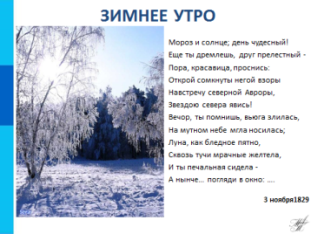 ЗИМНЕЕ УТРО
Мороз и солнце; день чудесный!
Еще ты дремлешь, друг прелестный -
Пора, красавица, проснись:
Открой сомкнуты негой взоры
Навстречу северной Авроры,
Звездою севера явись!
Вечор, ты помнишь, вьюга злилась,
На мутном небе мгла носилась;
Луна, как бледное пятно,
Сквозь тучи мрачные желтела,
И ты печальная сидела -
А нынче... погляди в окно: ....
3 ноября1829